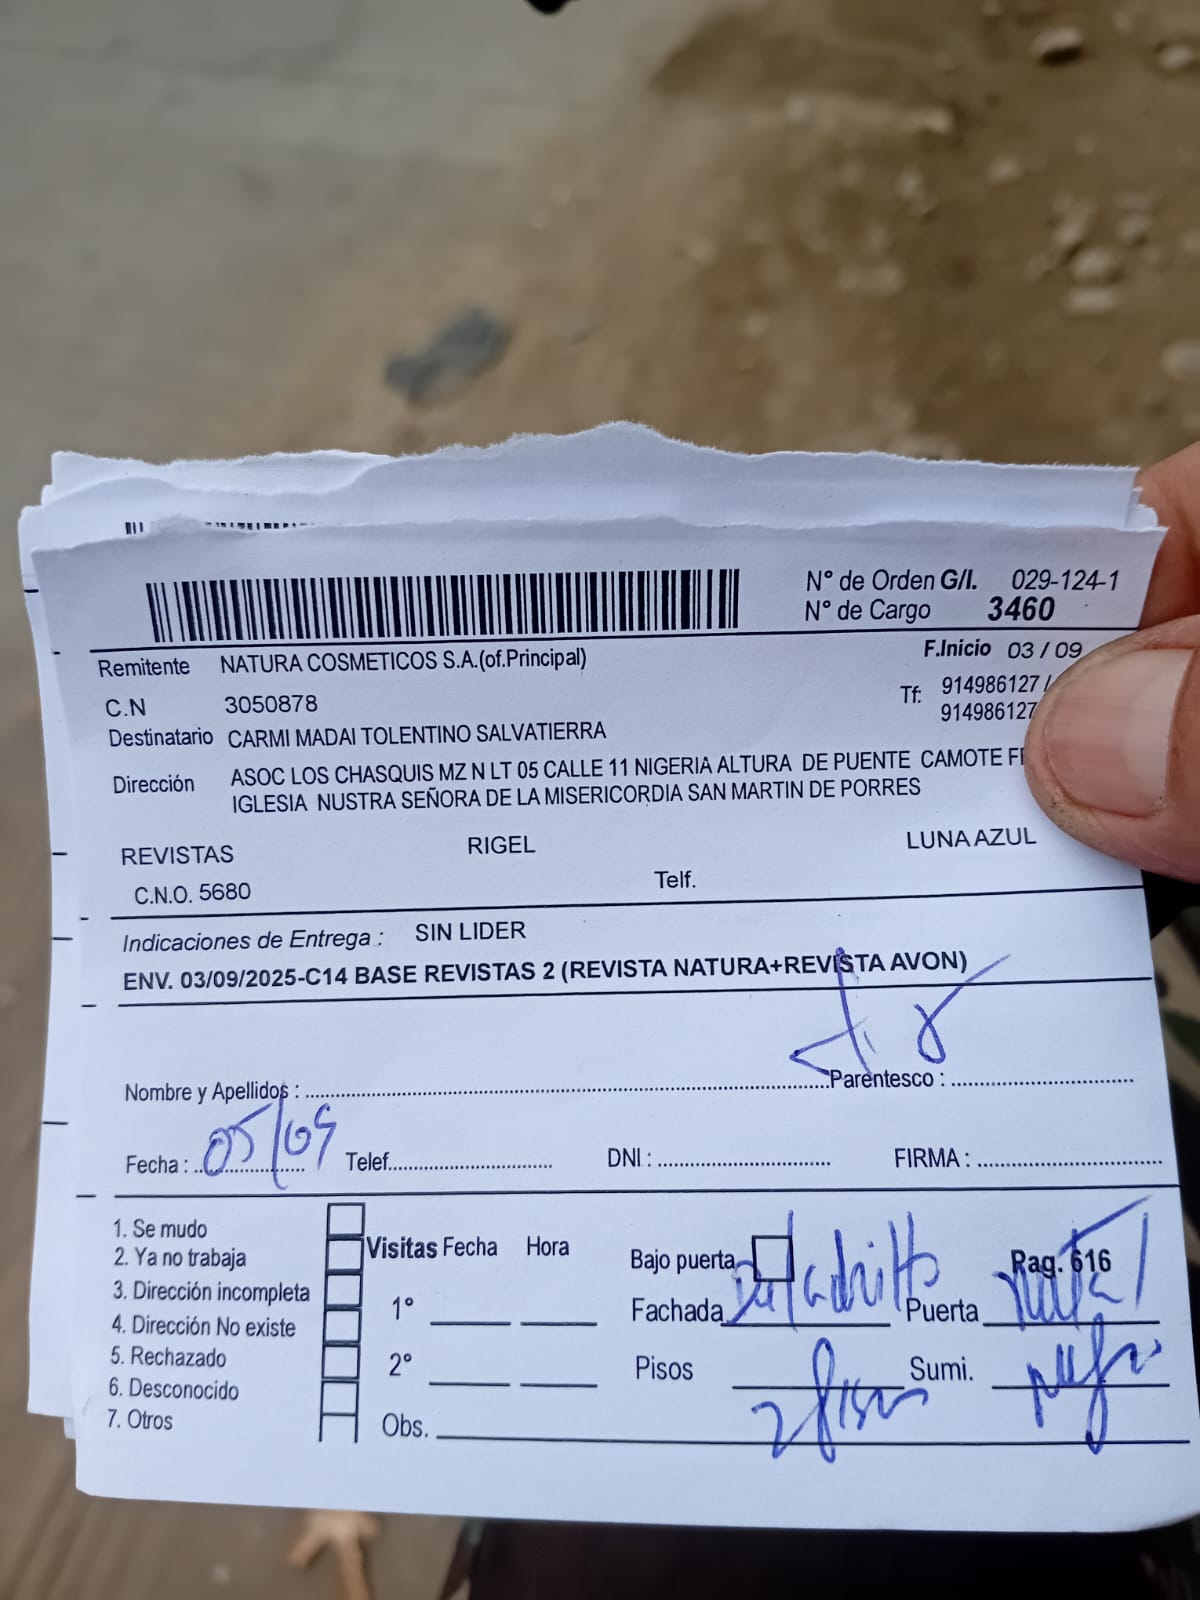 N° de Orden G/I. 029-124-1
N° de Cargo 3460
Remitente NATURA COSMETICOS S.A.(of.Principal)
F.Inicio 03 / 09
C.N 3050878
Tf: 914986127 /
914986127
Destinatario CARMI MADAI TOLENTINO SALVATIERRA
Dirección ASOC LOS CHASQUIS MZ N LT 05 CALLE 11 NIGERIA ALTURA DE PUENTE CAMOTE
IGLESIA NUSTRA SEÑORA DE LA MISERICORDIA SAN MARTIN DE PORRES
REVISTAS RIGEL LUNA AZUL
C.N.O. 5680 Telf.
Indicaciones de Entrega : SIN LIDER
ENV. 03/09/2025-C14 BASE REVISTAS 2 (REVISTA NATURA+REVISTA AVON)
Nombre y Apellidos : Parentesco :
Fecha : 05/09 Telef. DNI : FIRMA :
1. Se mudo
2. Ya no trabaja
3. Dirección incompleta
4. Dirección No existe
5. Rechazado
6. Desconocido
7. Otros
Visitas Fecha Hora
1°
2°
Obs.
Bajo puerta Rag. 616
Fachada ladrillo Puerta metal
Pisos 2 pisos Sumi. negro